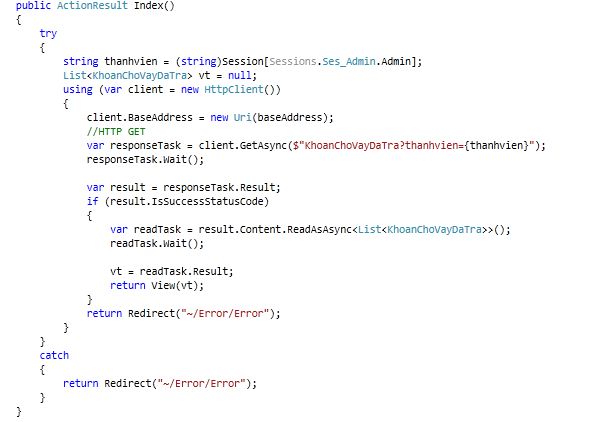 public ActionResult Index()
{
try
{
string thanhvien = (string)Session[Sessions.Ses_Admin.Admin];
List<KhoanChoVayDaTra> vt = null;
using (var client = new HttpClient())
{
client.BaseAddress = new Uri(baseAddress);
//HTTP GET
var responseTask = client.GetAsync($"KhoanChoVayDaTra?thanhvien={thanhvien}");
responseTask.Wait();
var result = responseTask.Result;
if (result.IsSuccessStatusCode)
{
var readTask = result.Content.ReadAsAsync<List<KhoanChoVayDaTra>>();
readTask.Wait();
vt = readTask.Result;
return View(vt);
}
return Redirect("~/Error/Error");
}
}
catch
{
return Redirect("~/Error/Error");
}
}